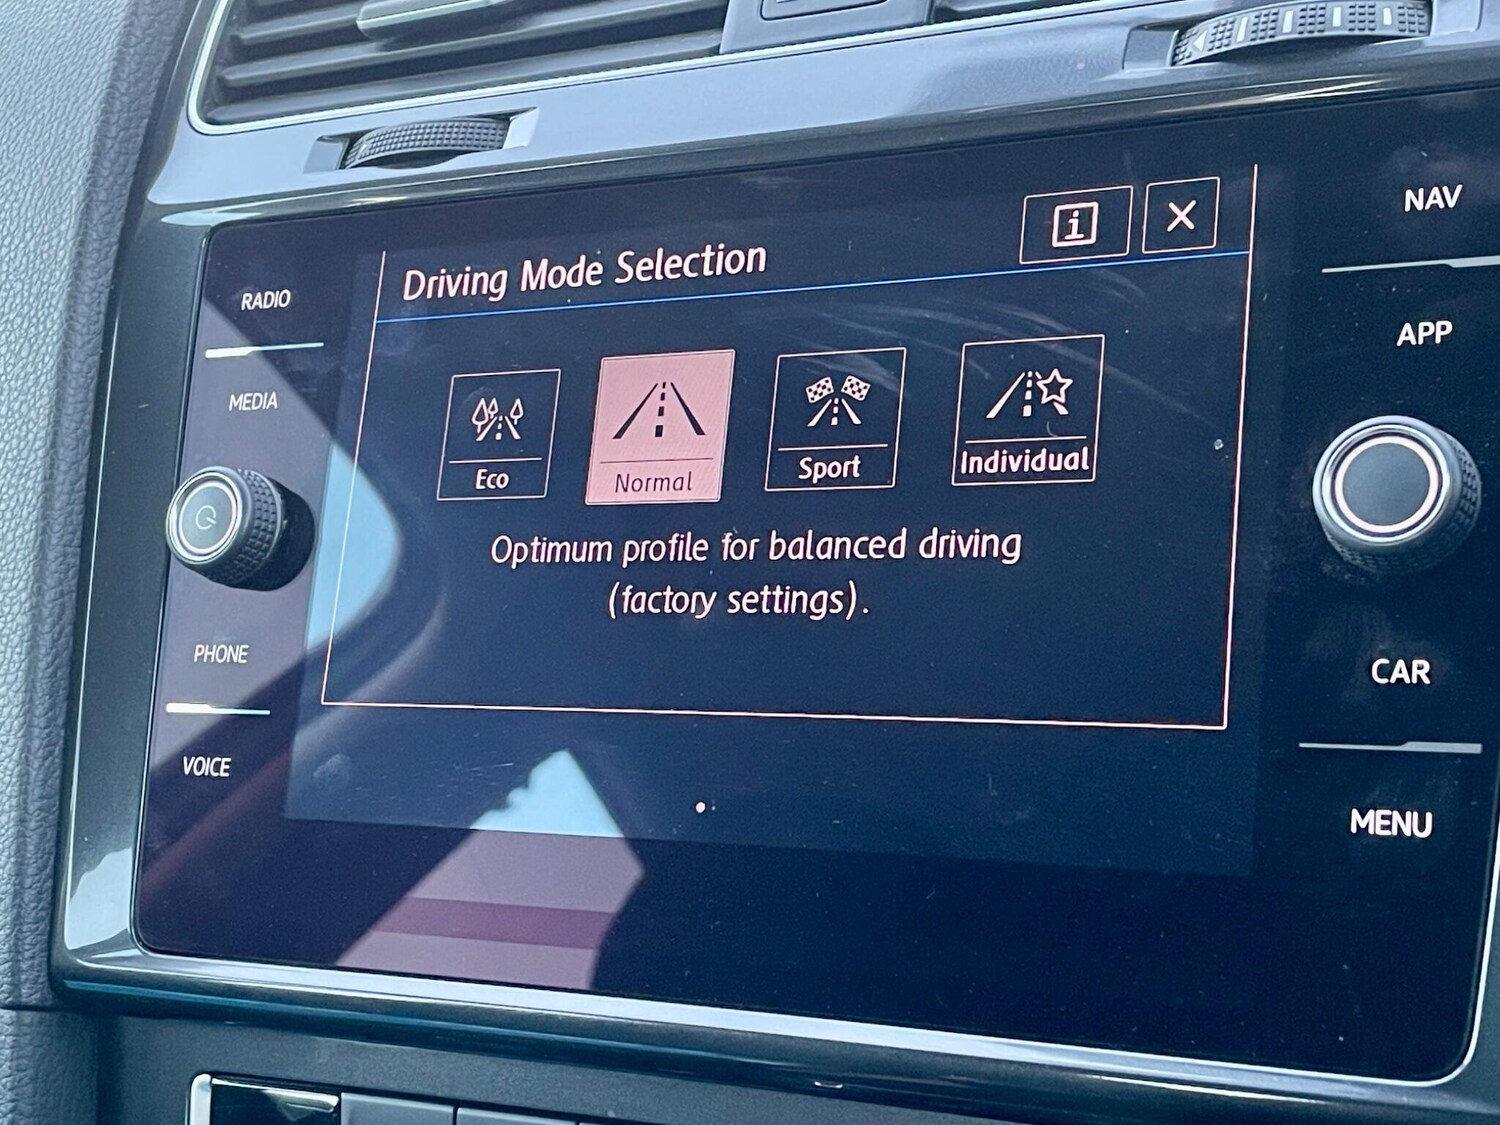 RADIO
MEDIA
PHONE
VOICE
Driving Mode Selection
i
Eco
Normal
Sport
Individual
Optimum profile for balanced driving
(factory settings).
NAV
APP
CAR
MENU